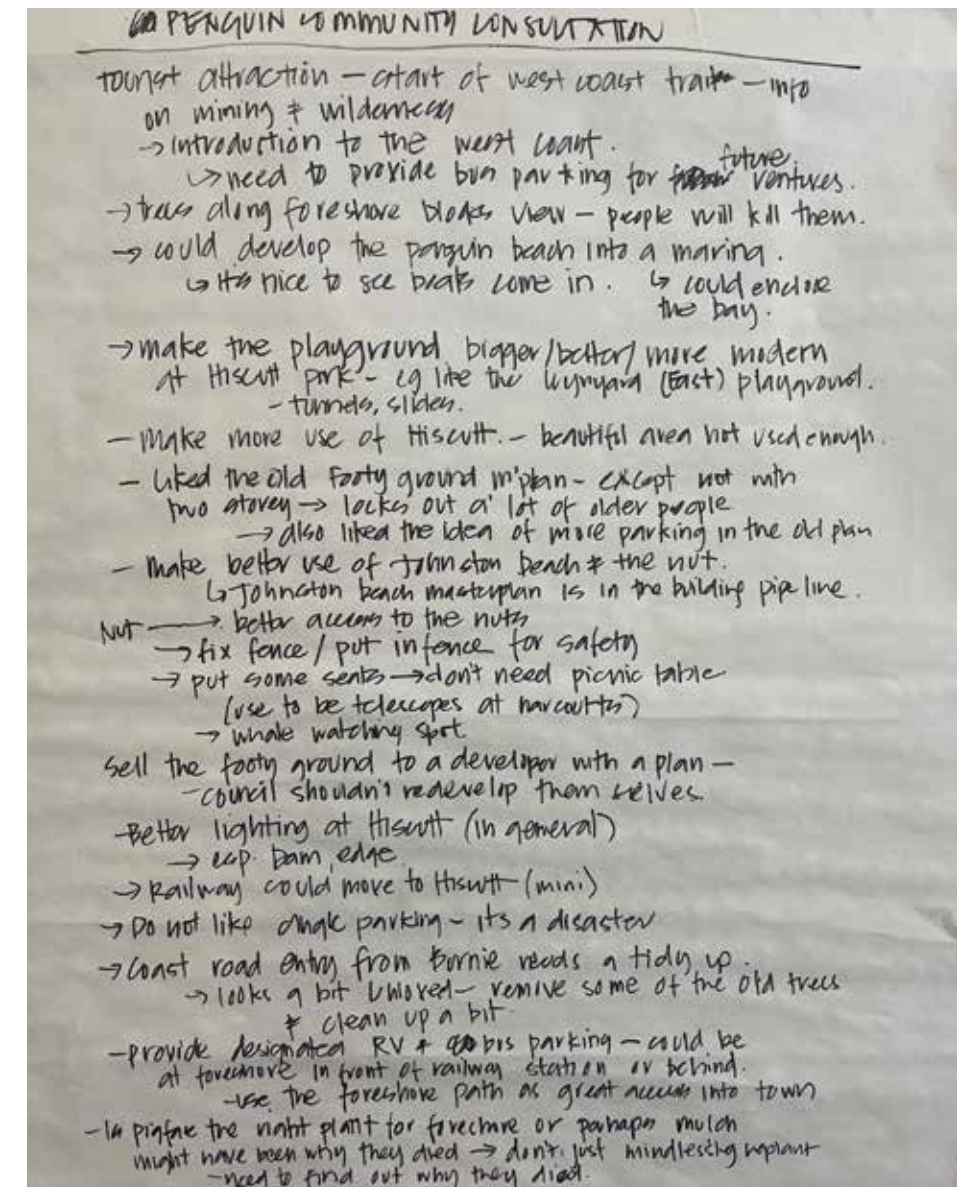 PENGUIN COMMUNITY CONSULTATION
tourist attraction - start of west coast trail - info
on mining & wilderness
→ introduction to the west coast.
↳ need to provide bus parking for future ventures.
→ trees along foreshore blocks view - people will kill them.
→ could develop the penguin beach into a marina.
↳ it's nice to see boats come in. ↳ could enclose
the bay.
→ make the playground bigger/better/more modern
at Hiscutt park - eg like the Wynyard (East) playground.
- tunnels, slides.
- make more use of Hiscutt. - beautiful area not used enough.
- liked the old footy ground m'plan - except not with
two storey → locks out a lot of older people
→ also liked the idea of more parking in the old plan
- make better use of Johnston beach & the nut.
↳ Johnston beach masterplan is in the building pipe line.
Nut → better access to the nuts
→ fix fence / put in fence for safety
→ put some seats → don't need picnic table
(use to be telescopes at harcourts)
→ whale watching spot
Sell the footy ground to a developer with a plan -
- council shouldn't redevelop them selves.
- Better lighting at Hiscutt (in general)
→ esp. Dam edge
→ Railway could move to Hiscutt (mini)
→ Do not like angle parking - its a disaster
→ Coast road entry from Burnie needs a tidy up.
→ looks a bit unloved - remove some of the old trees
& clean up a bit.
- provide designated RV + bus parking - could be
at foreshore in front of railway station or behind.
- use the foreshore path as great access into town
- Is the right plant for foreshore or perhaps mulch
might have been why they died → don't just mindlessly replant
- need to find out why they died.